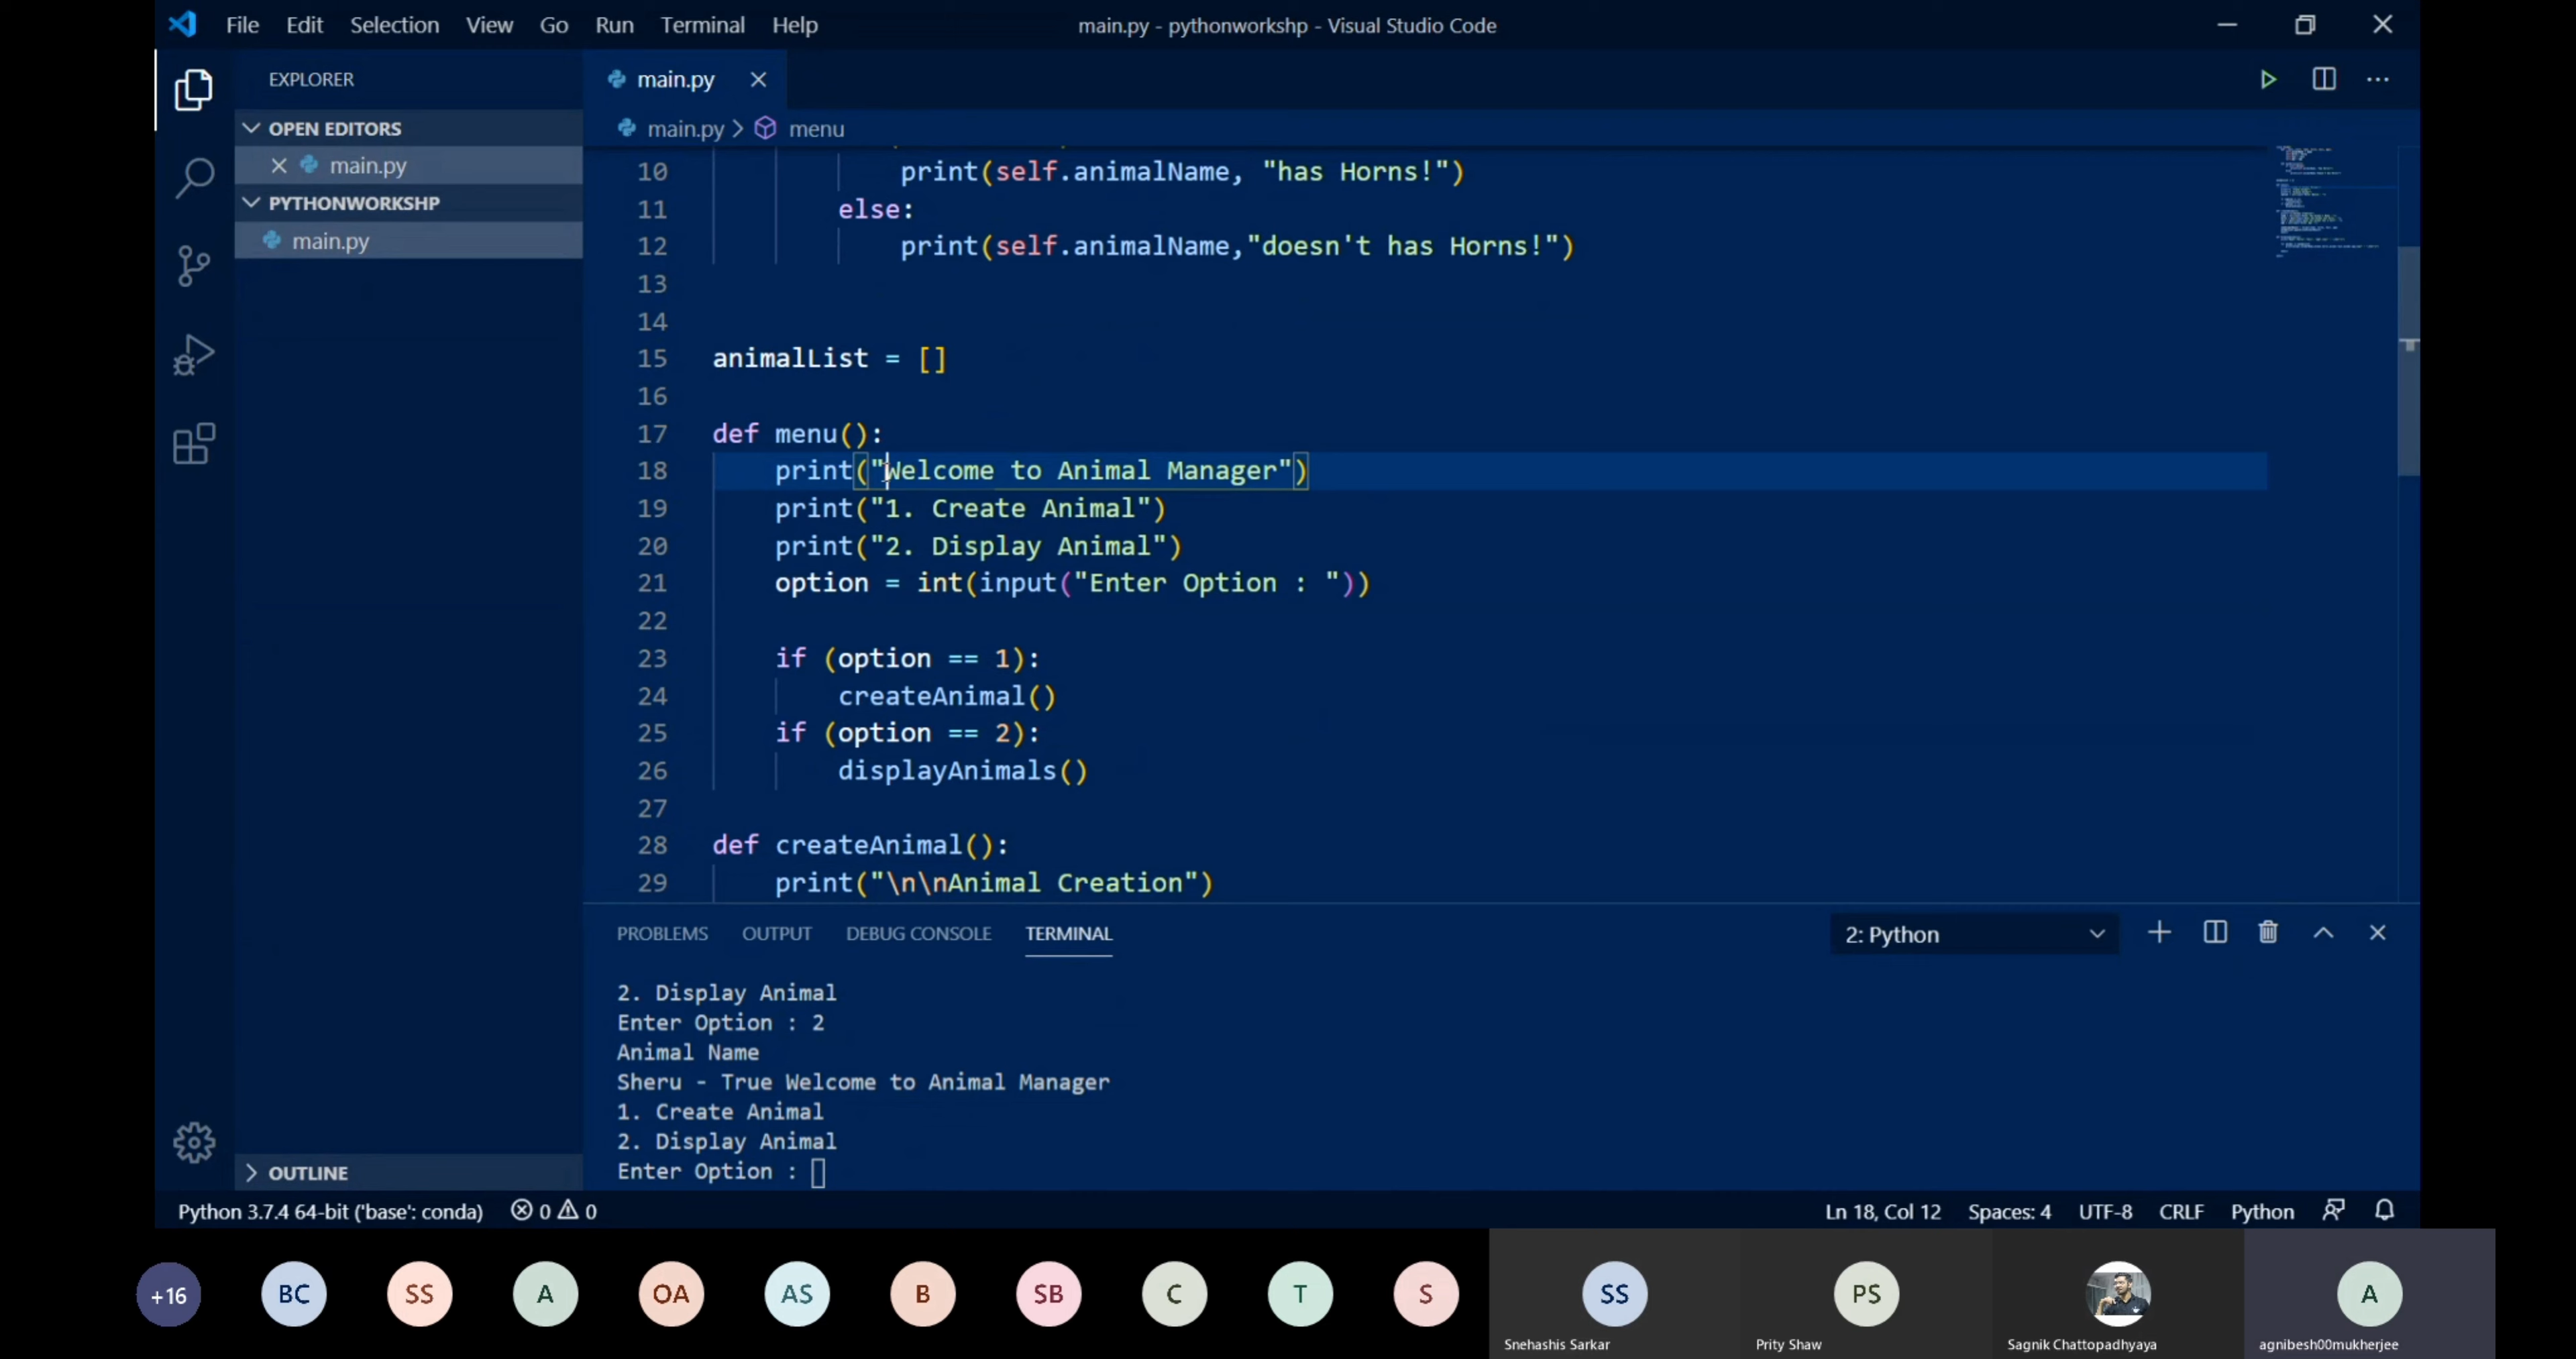 File Edit Selection View Go Run Terminal Help
main.py - pythonworkshp - Visual Studio Code
EXPLORER
OPEN EDITORS
main.py
PYTHONWORKSHP
main.py
OUTLINE
main.py
main.py > menu
10 print(self.animalName, "has Horns!")
11 else:
12 print(self.animalName,"doesn't has Horns!")
13
14
15 animalList = []
16
17 def menu():
18 print("Welcome to Animal Manager")
19 print("1. Create Animal")
20 print("2. Display Animal")
21 option = int(input("Enter Option : "))
22
23 if (option == 1):
24 createAnimal()
25 if (option == 2):
26 displayAnimals()
27
28 def createAnimal():
29 print("\n\nAnimal Creation")
PROBLEMS OUTPUT DEBUG CONSOLE TERMINAL
2: Python
2. Display Animal
Enter Option : 2
Animal Name
Sheru - True Welcome to Animal Manager
1. Create Animal
2. Display Animal
Enter Option :
Python 3.7.4 64-bit ('base': conda) 0 0 Ln 18, Col 12 Spaces: 4 UTF-8 CRLF Python
+16 BC SS A OA AS B SB C T S SS PS A
Snehashis Sarkar Prity Shaw Sagnik Chattopadhyaya agnibesh00mukherjee